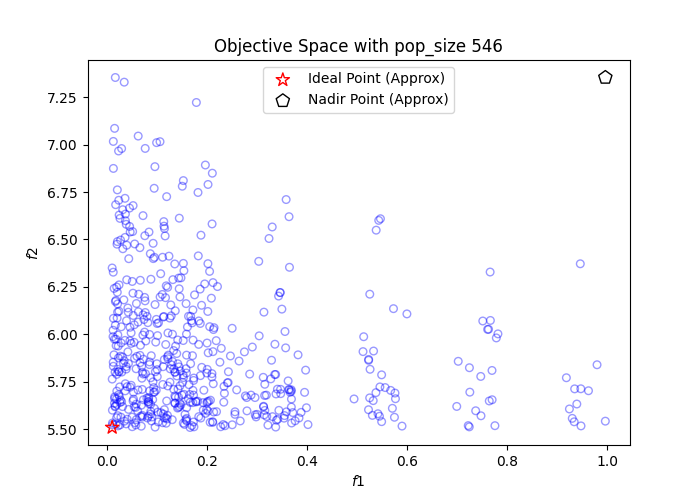 Objective Space with pop_size 546
Ideal Point (Approx)
Nadir Point (Approx)
f2
7.25
7.00
6.75
6.50
6.25
6.00
5.75
5.50
0.0 0.2 0.4 0.6 0.8 1.0
f1